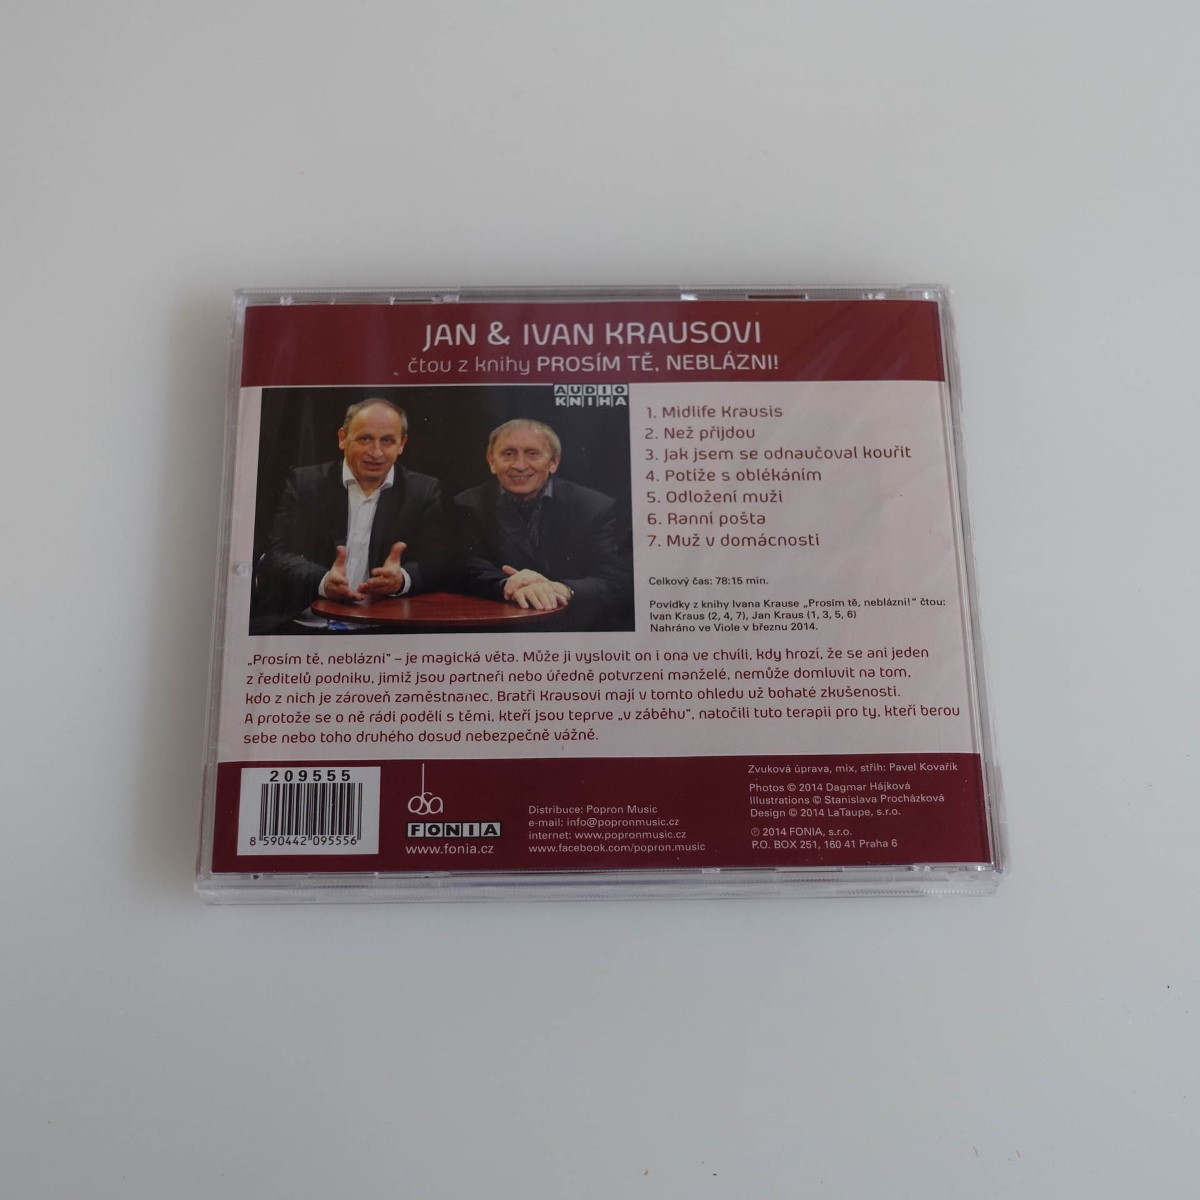 JAN & IVAN KRAUSOVI
čtou z knihy PROSÍM TĚ, NEBLÁZNI!
AUDIO
KNIHA
1. Midlife Krausis
2. Než přijdou
3. Jak jsem se odnaučoval kouřit
4. Potíže s oblékáním
5. Odložení muži
6. Ranní pošta
7. Muž v domácnosti
Celkový čas: 78:15 min.
Povídky z knihy Ivana Krause „Prosím tě, neblázni!“ čtou:
Ivan Kraus (2, 4, 7), Jan Kraus (1, 3, 5, 6)
Nahráno ve Viole v březnu 2014.
„Prosím tě, neblázni“ – je magická věta. Může ji vyslovit on i ona ve chvíli, kdy hrozí, že se ani jeden
z ředitelů podniku, jimiž jsou partneři nebo úředně potvrzení manželé, nemůže domluvit na tom,
kdo z nich je zároveň zaměstnanec. Bratři Krausovi mají v tomto ohledu už bohaté zkušenosti.
A protože se o ně rádi podělí s těmi, kteří jsou teprve „v záběhu“, natočili tuto terapii pro ty, kteří berou
sebe nebo toho druhého dosud nebezpečně vážně.
209555
8 590442 095556
osa
FONIA
www.fonia.cz
Distribuce: Popron Music
e-mail: info@popronmusic.cz
internet: www.popronmusic.cz
www.facebook.com/popron.music
Zvuková úprava, mix, střih: Pavel Kovařík
Photos © 2014 Dagmar Hájková
Illustrations © Stanislava Procházková
Design © 2014 LaTaupe, s.r.o.
℗ 2014 FONIA, s.r.o.
P.O. BOX 251, 160 41 Praha 6